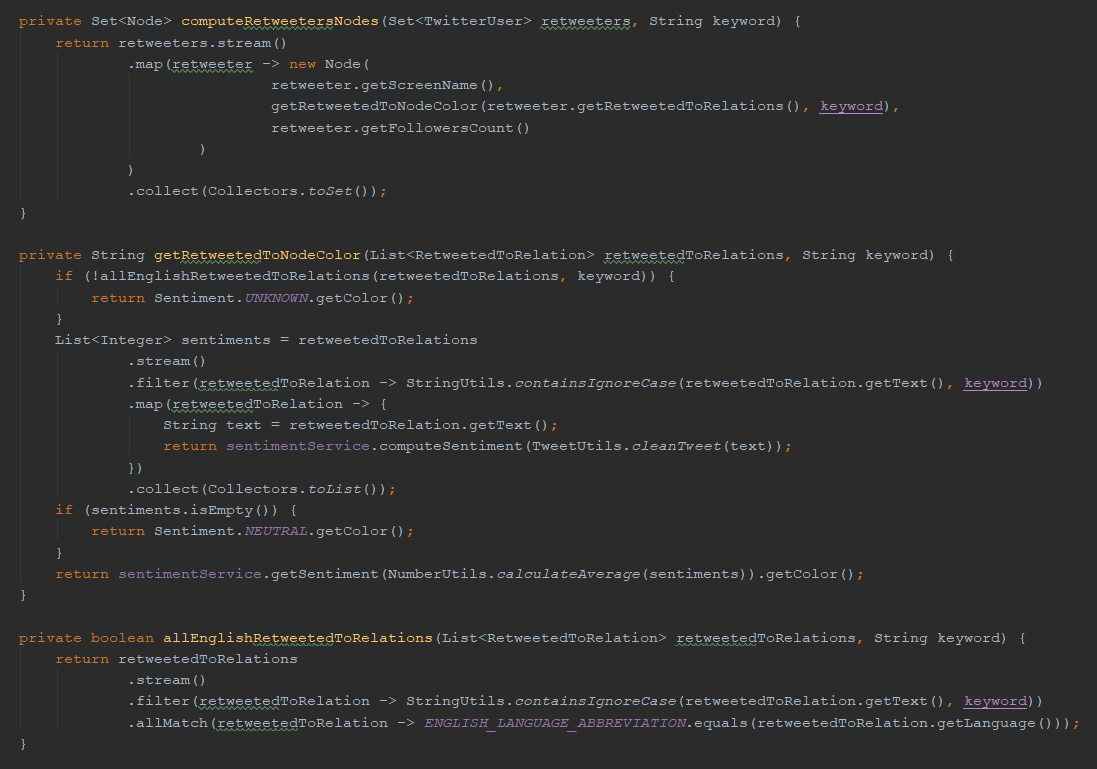 private Set<Node> computeRetweetersNodes(Set<TwitterUser> retweeters, String keyword) {
    return retweeters.stream()
            .map(retweeter -> new Node(
                            retweeter.getScreenName(),
                            getRetweetedToNodeColor(retweeter.getRetweetedToRelations(), keyword),
                            retweeter.getFollowersCount()
                    )
            )
            .collect(Collectors.toSet());
}

private String getRetweetedToNodeColor(List<RetweetedToRelation> retweetedToRelations, String keyword) {
    if (!allEnglishRetweetedToRelations(retweetedToRelations, keyword)) {
        return Sentiment.UNKNOWN.getColor();
    }
    List<Integer> sentiments = retweetedToRelations
            .stream()
            .filter(retweetedToRelation -> StringUtils.containsIgnoreCase(retweetedToRelation.getText(), keyword))
            .map(retweetedToRelation -> {
                String text = retweetedToRelation.getText();
                return sentimentService.computeSentiment(TweetUtils.cleanTweet(text));
            })
            .collect(Collectors.toList());
    if (sentiments.isEmpty()) {
        return Sentiment.NEUTRAL.getColor();
    }
    return sentimentService.getSentiment(NumberUtils.calculateAverage(sentiments)).getColor();
}

private boolean allEnglishRetweetedToRelations(List<RetweetedToRelation> retweetedToRelations, String keyword) {
    return retweetedToRelations
            .stream()
            .filter(retweetedToRelation -> StringUtils.containsIgnoreCase(retweetedToRelation.getText(), keyword))
            .allMatch(retweetedToRelation -> ENGLISH_LANGUAGE_ABBREVIATION.equals(retweetedToRelation.getLanguage()));
}